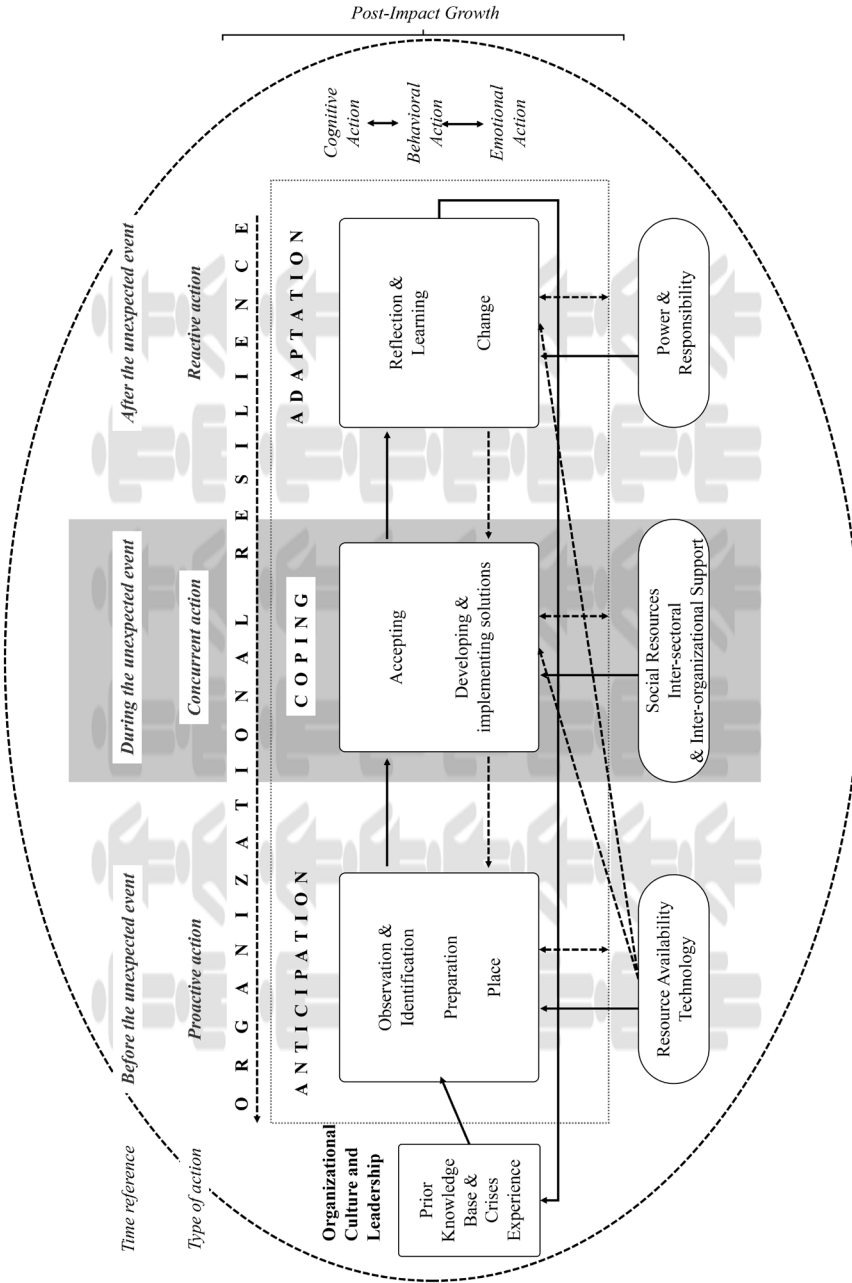 Time reference
Before the unexpected event
During the unexpected event
After the unexpected event
Type of action
Proactive action
Concurrent action
Reactive action
ORGANIZATIONAL RESILIENCE
ANTICIPATION
COPING
ADAPTATION
Organizational
Culture and
Leadership
Prior
Knowledge
Base &
Crises
Experience
Observation &
Identification
Preparation
Place
Accepting
Developing &
implementing solutions
Reflection &
Learning
Change
Cognitive
Action
Behavioral
Action
Emotional
Action
Resource Availability
Technology
Social Resources
Inter-sectoral
& Inter-organizational Support
Power &
Responsibility
Post-Impact Growth